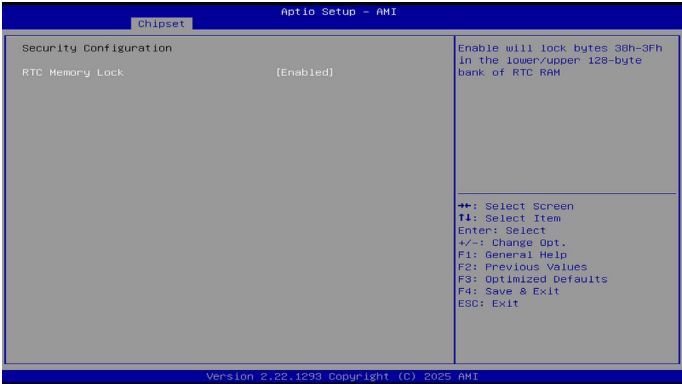 Aptio Setup - AMI
Chipset
Security Configuration
RTC Memory Lock [Enabled]
Enable will lock bytes 38h-3Fh
in the lower/upper 128-byte
bank of RTC RAM
→←: Select Screen
↑↓: Select Item
Enter: Select
+/-: Change Opt.
F1: General Help
F2: Previous Values
F3: Optimized Defaults
F4: Save & Exit
ESC: Exit
Version 2.22.1293 Copyright (C) 2025 AMI